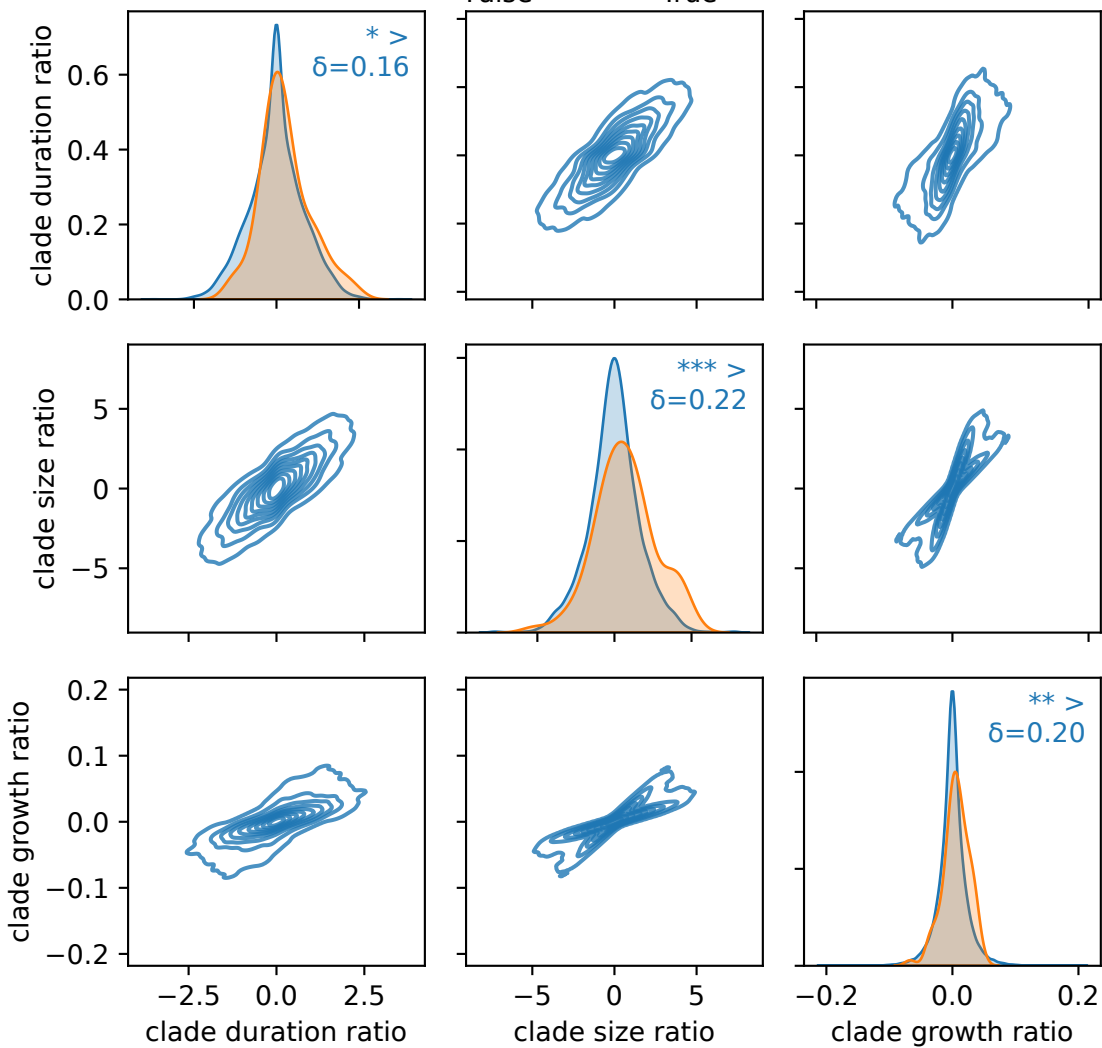 clade duration ratio
0.6
0.4
0.2
0.0
* >
δ=0.16
clade size ratio
5
0
−5
*** >
δ=0.22
clade growth ratio
0.2
0.1
0.0
−0.1
−0.2
** >
δ=0.20
−2.5 0.0 2.5
−5 0 5
−0.2 0.0 0.2
clade duration ratio
clade size ratio
clade growth ratio